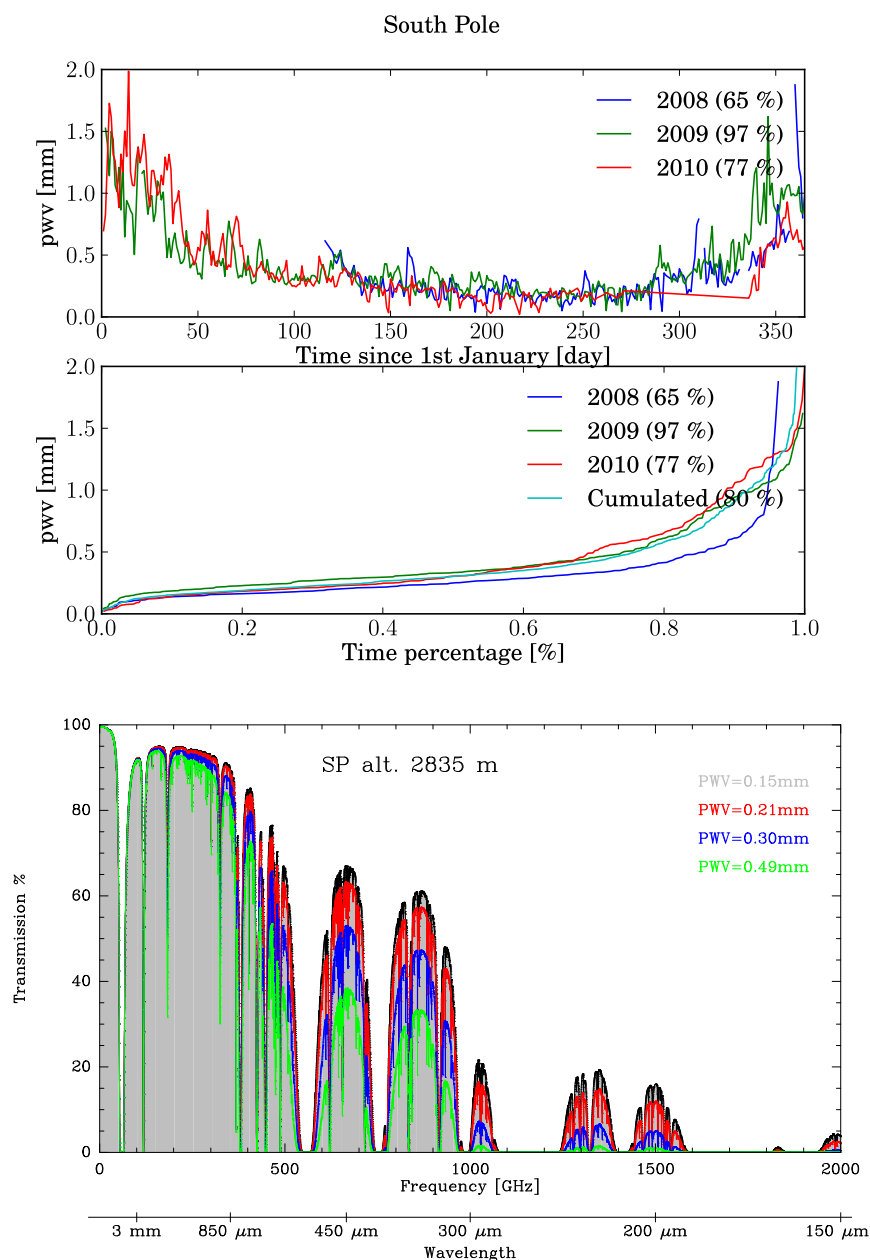 South Pole
2.0
1.5
1.0
0.5
0.0
pwv [mm]
2008 (65 %)
2009 (97 %)
2010 (77 %)
0 50 100 150 200 250 300 350
Time since 1st January [day]
2.0
1.5
1.0
0.5
0.0
pwv [mm]
2008 (65 %)
2009 (97 %)
2010 (77 %)
Cumulated (80 %)
0.0 0.2 0.4 0.6 0.8 1.0
Time percentage [%]
100
80
60
40
20
0
Transmission %
SP alt. 2835 m
PWV=0.15mm
PWV=0.21mm
PWV=0.30mm
PWV=0.49mm
0 500 1000 1500 2000
Frequency [GHz]
3 mm 850 μm 450 μm 300 μm 200 μm 150 μm
Wavelength